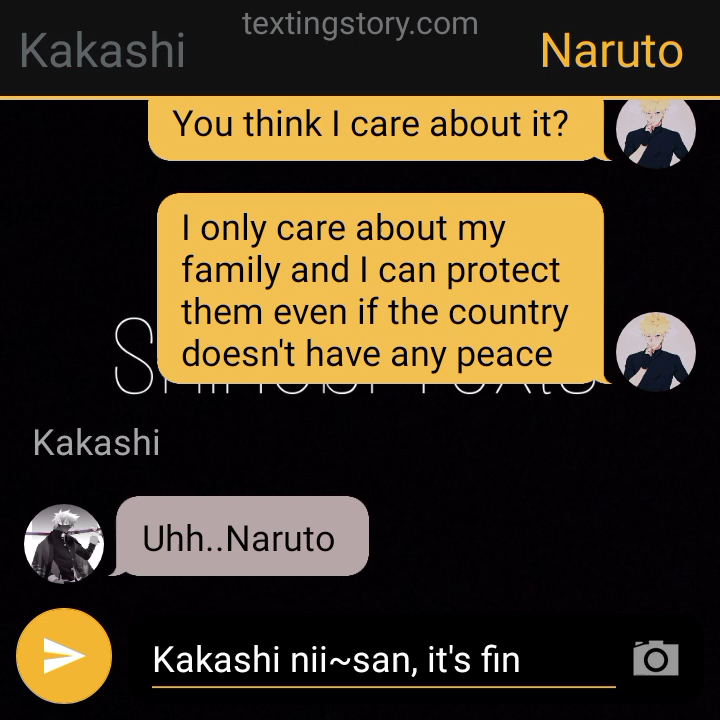 textingstory.com
Kakashi
Naruto
You think I care about it?
I only care about my
family and I can protect
them even if the country
doesn't have any peace
Kakashi
Uhh..Naruto
Kakashi nii~san, it's fin